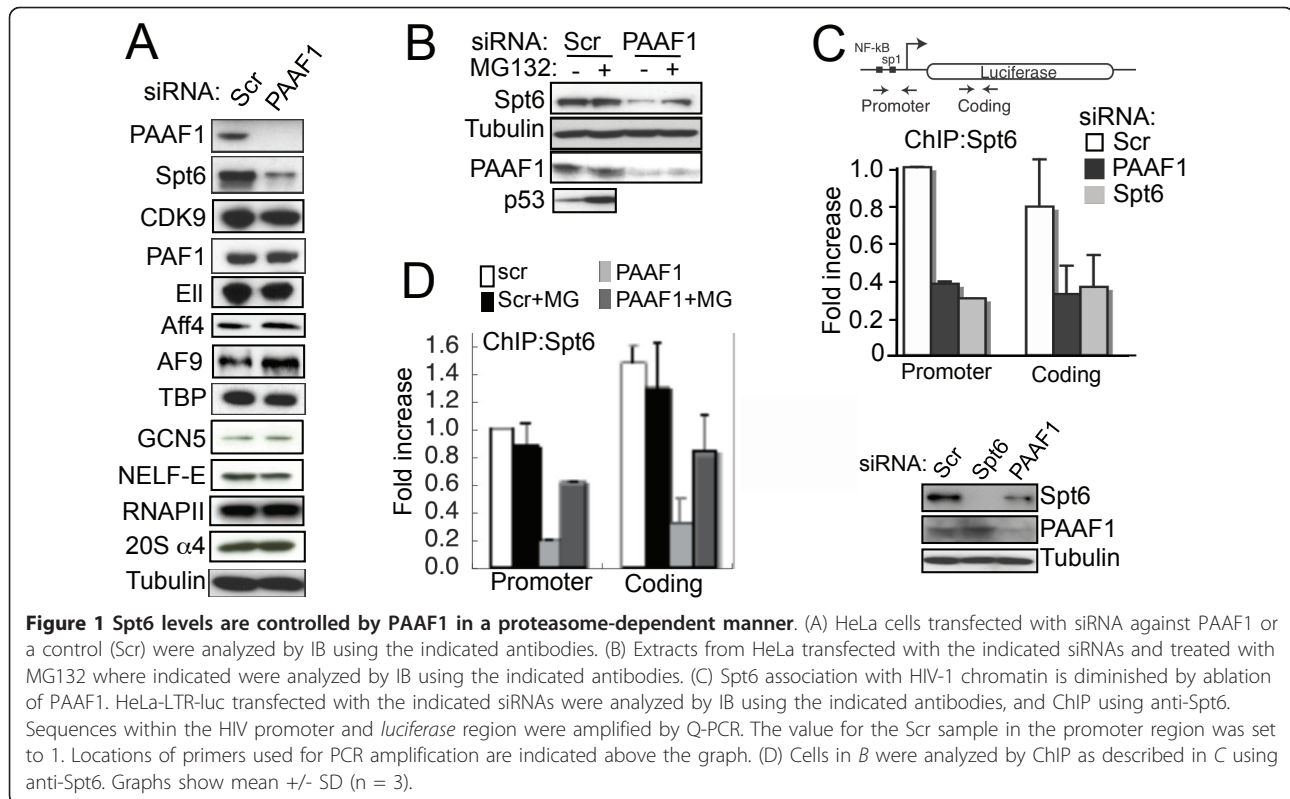 A
siRNA: Scr PAAF1
PAAF1
Spt6
CDK9
PAF1
Ell
Aff4
AF9
TBP
GCN5
NELF-E
RNAPII
20S α4
Tubulin
B
siRNA: Scr PAAF1
MG132: - + - +
Spt6
Tubulin
PAAF1
p53
C
NF-kB
sp1
Luciferase
Promoter Coding
siRNA:
Scr
PAAF1
Spt6
ChIP:Spt6
Fold increase
1.0
0.8
0.6
0.4
0.2
0
Promoter Coding
siRNA: Scr Spt6 PAAF1
Spt6
PAAF1
Tubulin
D
scr PAAF1
Scr+MG PAAF1+MG
ChIP:Spt6
Fold increase
1.6
1.4
1.2
1.0
0.8
0.6
0.4
0.2
0.0
Promoter Coding
Figure 1 Spt6 levels are controlled by PAAF1 in a proteasome-dependent manner. (A) HeLa cells transfected with siRNA against PAAF1 or
a control (Scr) were analyzed by IB using the indicated antibodies. (B) Extracts from HeLa transfected with the indicated siRNAs and treated with
MG132 where indicated were analyzed by IB using the indicated antibodies. (C) Spt6 association with HIV-1 chromatin is diminished by ablation
of PAAF1. HeLa-LTR-luc transfected with the indicated siRNAs were analyzed by IB using the indicated antibodies, and ChIP using anti-Spt6.
Sequences within the HIV promoter and luciferase region were amplified by Q-PCR. The value for the Scr sample in the promoter region was set
to 1. Locations of primers used for PCR amplification are indicated above the graph. (D) Cells in B were analyzed by ChIP as described in C using
anti-Spt6. Graphs show mean +/- SD (n = 3).